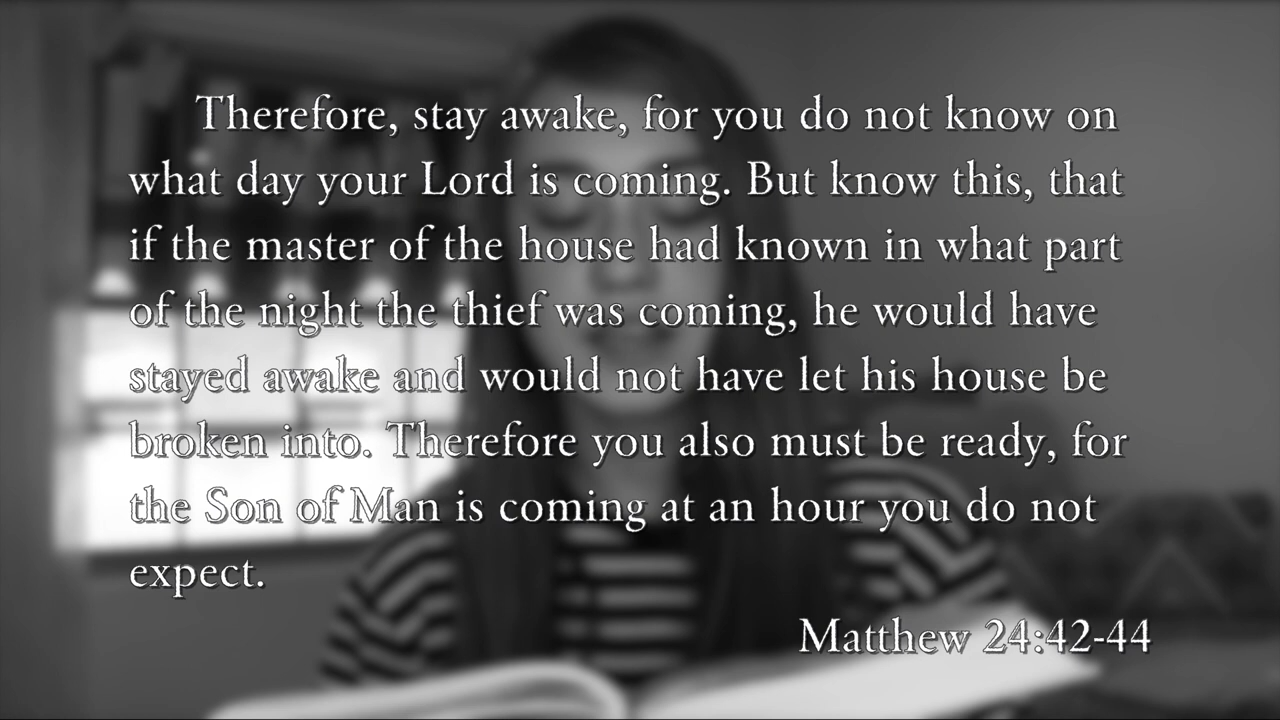 Therefore, stay awake, for you do not know on
what day your Lord is coming. But know this, that
if the master of the house had known in what part
of the night the thief was coming, he would have
stayed awake and would not have let his house be
broken into. Therefore you also must be ready, for
the Son of Man is coming at an hour you do not
expect.
Matthew 24:42-44